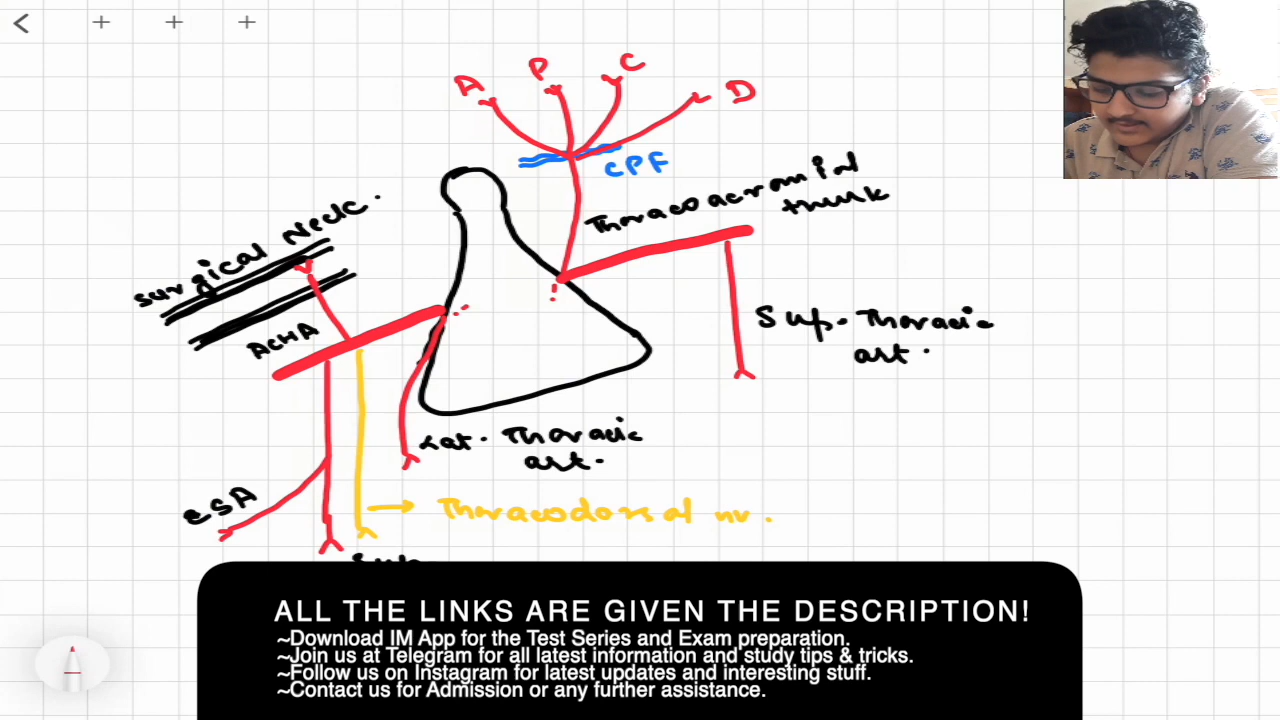 A P C D
CPF
Thoracoacromial
trunk
Surgical Neck.
ACHA
Sup. Thoracic
art.
Lat. Thoracic
art.
CSA
Thoracodorsal nv.
ALL THE LINKS ARE GIVEN THE DESCRIPTION!
~Download IM App for the Test Series and Exam preparation.
~Join us at Telegram for all latest information and study tips & tricks.
~Follow us on Instagram for latest updates and interesting stuff.
~Contact us for Admission or any further assistance.